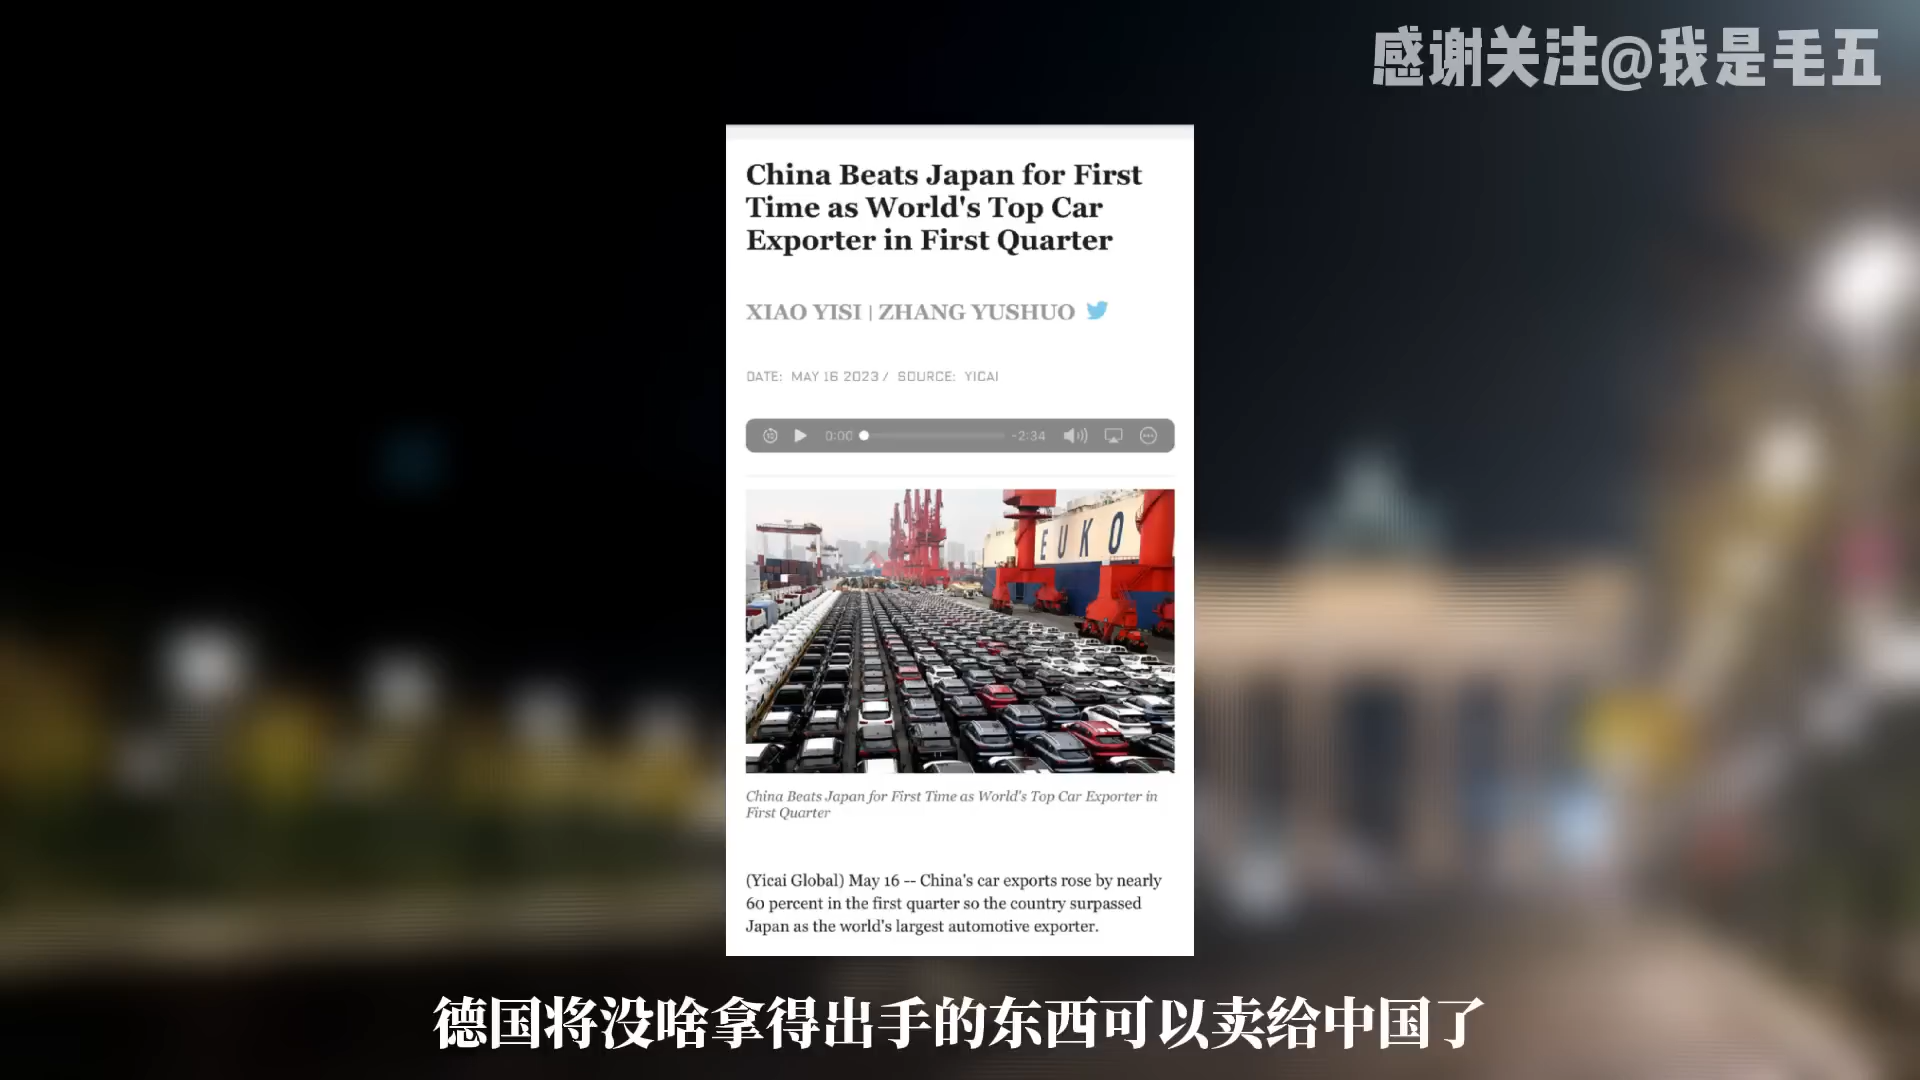 感谢关注@我是毛五
China Beats Japan for First
Time as World's Top Car
Exporter in First Quarter
XIAO YISI | ZHANG YUSHUO
DATE: MAY 16 2023 / SOURCE: YICAI
0:00
-2:34
EUKO
China Beats Japan for First Time as World's Top Car Exporter in
First Quarter
(Yicai Global) May 16 -- China's car exports rose by nearly
60 percent in the first quarter so the country surpassed
Japan as the world's largest automotive exporter.
德国将没啥拿得出手的东西可以卖给中国了